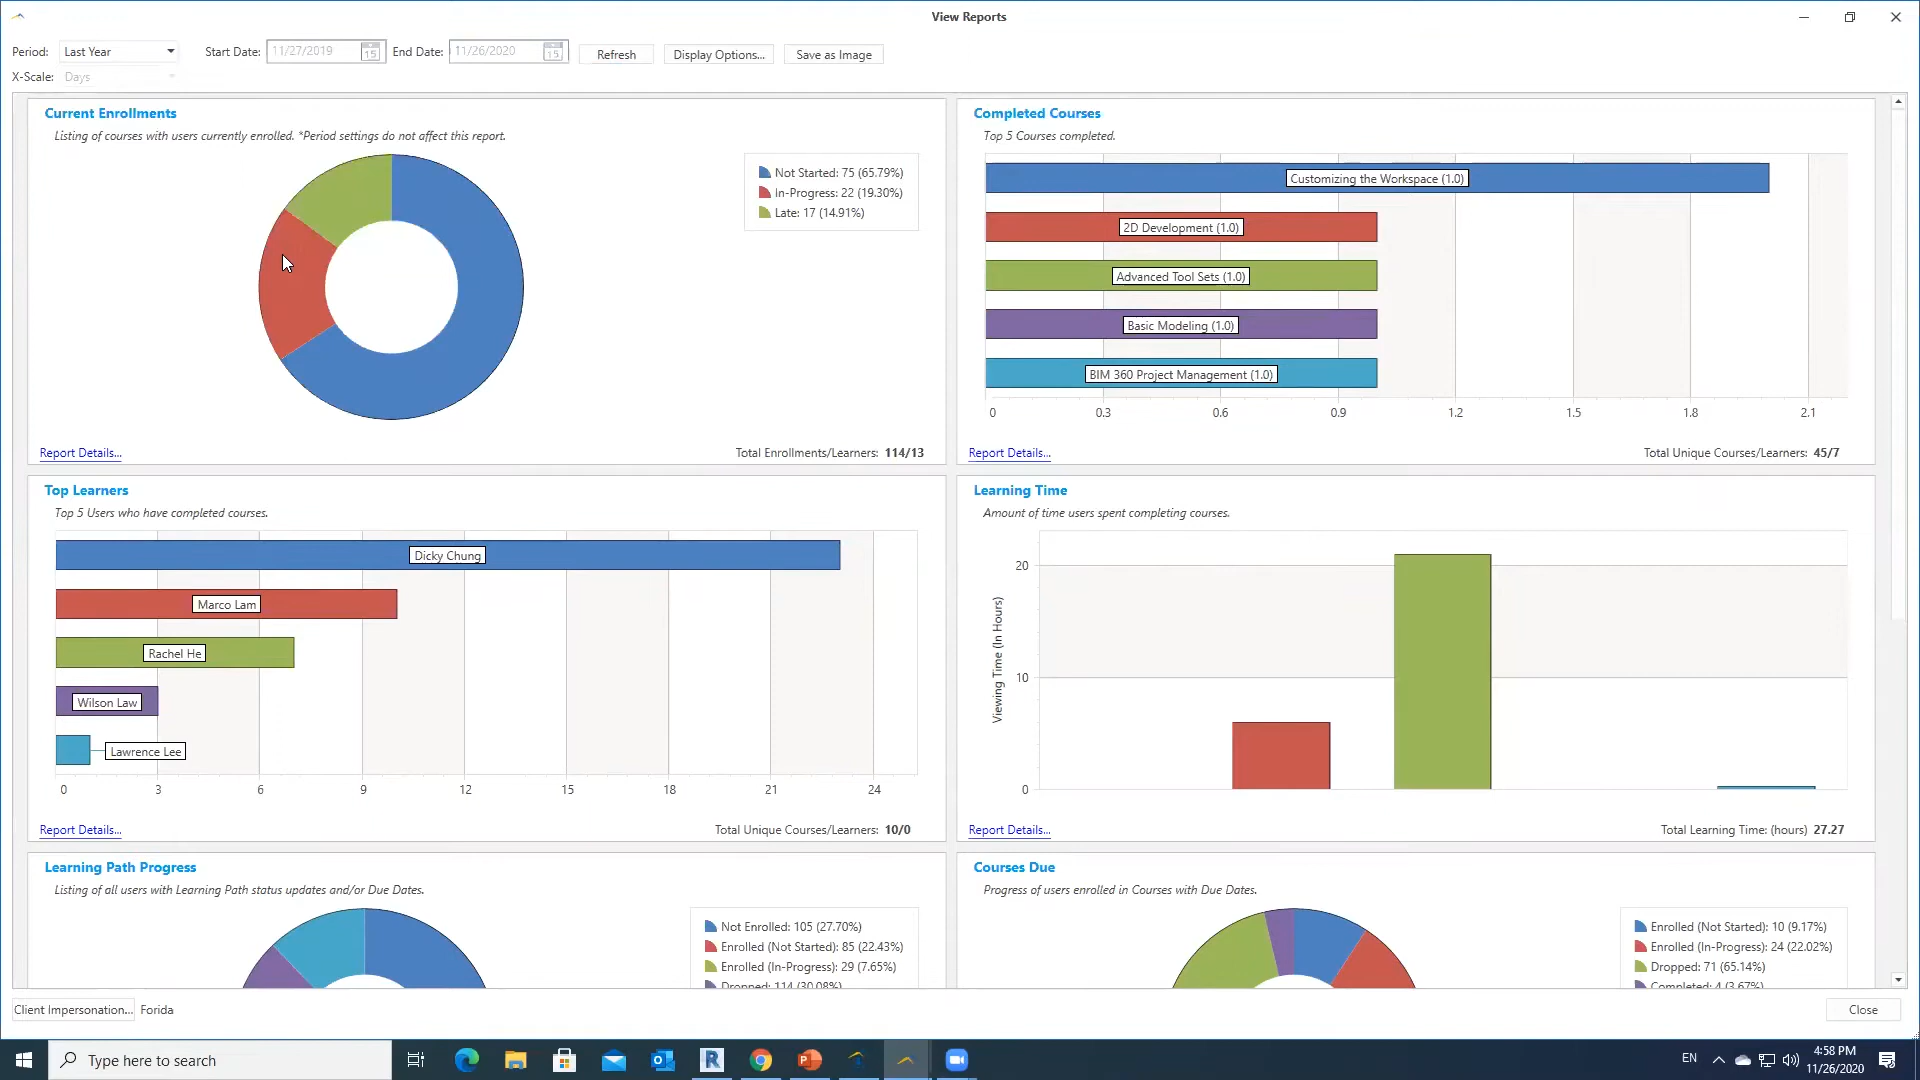 View Reports
Period: Last Year Start Date: 11/27/2019 15 End Date: 11/26/2020 15 Refresh Display Options... Save as Image
X-Scale: Days
Current Enrollments
Listing of courses with users currently enrolled. *Period settings do not affect this report.
Not Started: 75 (65.79%)
In-Progress: 22 (19.30%)
Late: 17 (14.91%)
Report Details...
Total Enrollments/Learners: 114/13
Completed Courses
Top 5 Courses completed.
Customizing the Workspace (1.0)
2D Development (1.0)
Advanced Tool Sets (1.0)
Basic Modeling (1.0)
BIM 360 Project Management (1.0)
0 0.3 0.6 0.9 1.2 1.5 1.8 2.1
Report Details...
Total Unique Courses/Learners: 45/7
Top Learners
Top 5 Users who have completed courses.
Dicky Chung
Marco Lam
Rachel He
Wilson Law
Lawrence Lee
0 3 6 9 12 15 18 21 24
Report Details...
Total Unique Courses/Learners: 10/0
Learning Time
Amount of time users spent completing courses.
Viewing Time (In Hours)
20
10
0
Report Details...
Total Learning Time: (hours) 27.27
Learning Path Progress
Listing of all users with Learning Path status updates and/or Due Dates.
Not Enrolled: 105 (27.70%)
Enrolled (Not Started): 85 (22.43%)
Enrolled (In-Progress): 29 (7.65%)
Dropped: 114 (30.08%)
Courses Due
Progress of users enrolled in Courses with Due Dates.
Enrolled (Not Started): 10 (9.17%)
Enrolled (In-Progress): 24 (22.02%)
Dropped: 71 (65.14%)
Completed: 4 (3.67%)
Client Impersonation... Forida
Close
Type here to search
R
P
EN
4:58 PM
11/26/2020